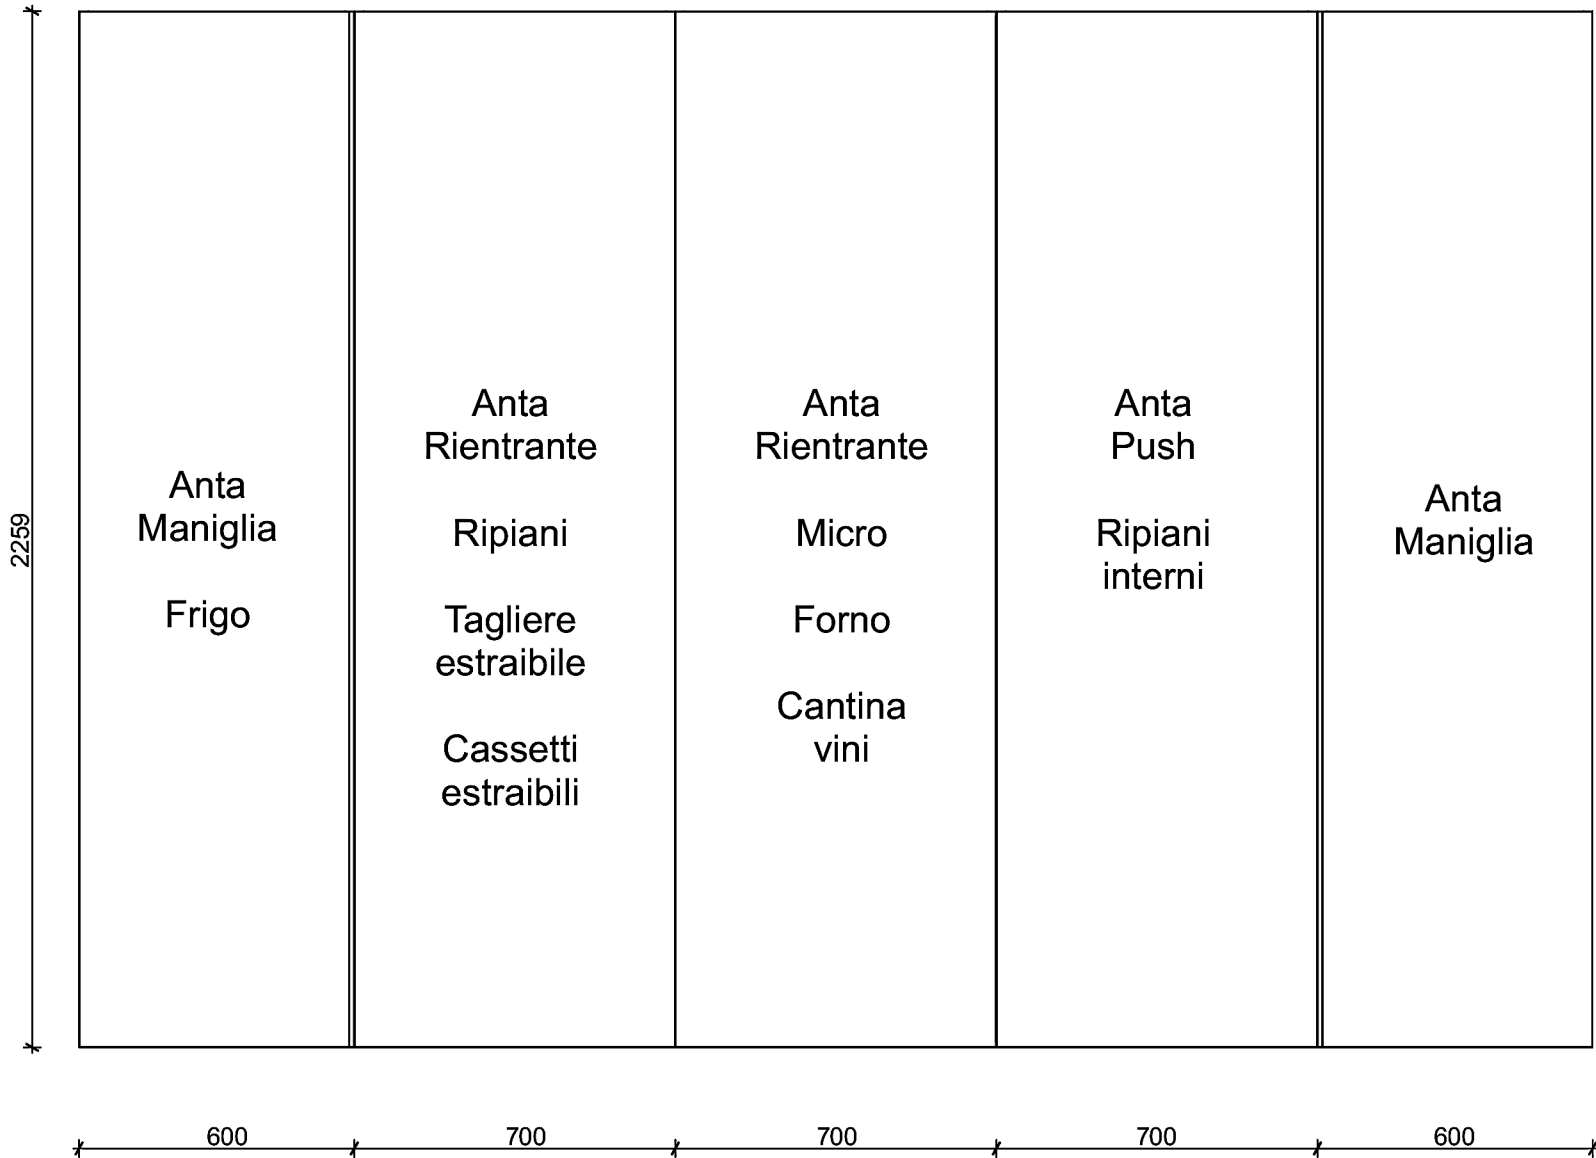 Anta
Maniglia
Frigo
Anta
Rientrante
Ripiani
Tagliere
estraibile
Cassetti
estraibili
Anta
Rientrante
Micro
Forno
Cantina
vini
Anta
Push
Ripiani
interni
Anta
Maniglia
2259
600
700
700
700
600